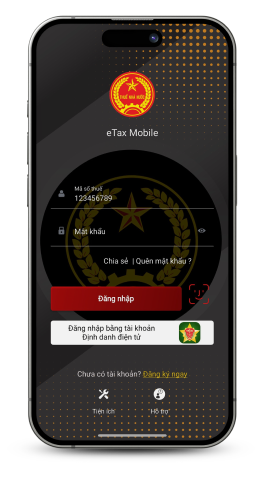 THUẾ NHÀ NƯỚC
eTax Mobile
Mã số thuế
123456789
Mật khẩu
Chia sẻ | Quên mật khẩu ?
Đăng nhập
Đăng nhập bằng tài khoản
Định danh điện tử
Chưa có tài khoản? Đăng ký ngay
Tiện ích
Hỗ trợ